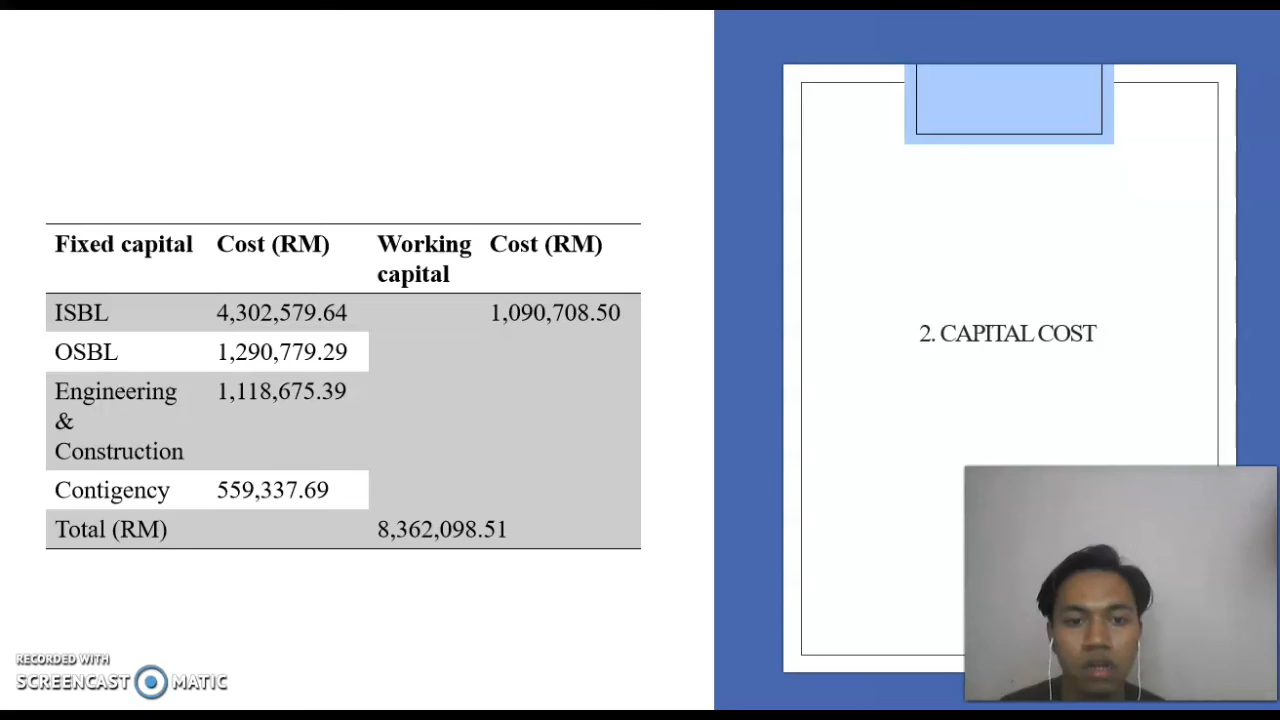 Fixed capital Cost (RM) Working Cost (RM)
capital
ISBL 4,302,579.64 1,090,708.50
OSBL 1,290,779.29
Engineering 1,118,675.39
&
Construction
Contigency 559,337.69
Total (RM) 8,362,098.51
2. CAPITAL COST
RECORDED WITH
SCREENCAST MATIC